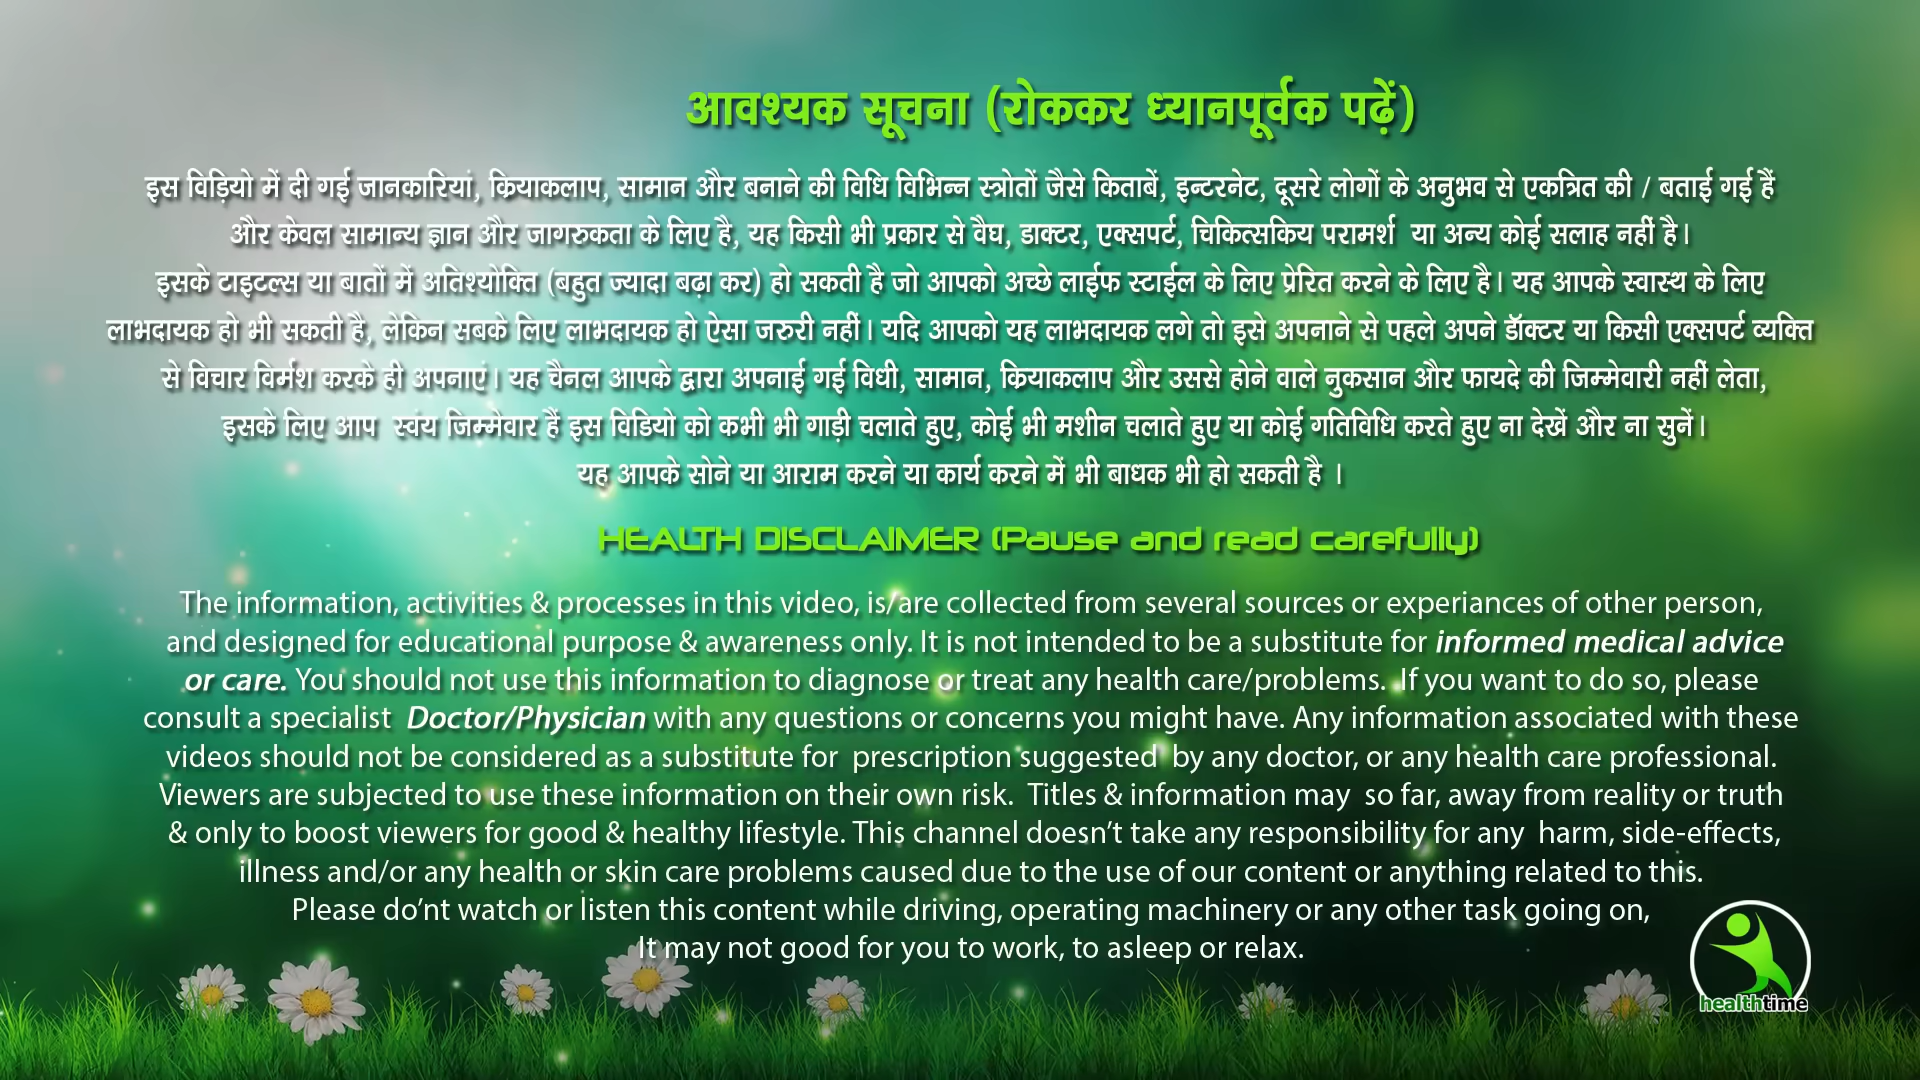 आवश्यक सूचना (रोककर ध्यानपूर्वक पढ़ें)
इस विड़ियो में दी गई जानकारियां, क्रियाकलाप, सामान और बनाने की विधि विभिन्न स्त्रोतों जैसे किताबें, इन्टरनेट, दूसरे लोगों के अनुभव से एकत्रित की / बताई गई हैं
और केवल सामान्य ज्ञान और जागरुकता के लिए है, यह किसी भी प्रकार से वैघ, डाक्टर, एक्सपर्ट, चिकित्सकिय परामर्श या अन्य कोई सलाह नहीं है।
इसके टाइटल्स या बातों में अतिश्योक्ति (बहुत ज्यादा बढ़ा कर) हो सकती है जो आपको अच्छे लाईफ स्टाईल के लिए प्रेरित करने के लिए है। यह आपके स्वास्थ के लिए
लाभदायक हो भी सकती है, लेकिन सबके लिए लाभदायक हो ऐसा जरुरी नहीं। यदि आपको यह लाभदायक लगे तो इसे अपनाने से पहले अपने डॉक्टर या किसी एक्सपर्ट व्यक्ति
से विचार विर्मश करके ही अपनाएं। यह चैनल आपके द्वारा अपनाई गई विधी, सामान, क्रियाकलाप और उससे होने वाले नुकसान और फायदे की जिम्मेवारी नहीं लेता,
इसके लिए आप स्वंय जिम्मेवार हैं इस विडियो को कभी भी गाड़ी चलाते हुए, कोई भी मशीन चलाते हुए या कोई गतिविधि करते हुए ना देखें और ना सुनें।
यह आपके सोने या आराम करने या कार्य करने में भी बाधक भी हो सकती है ।
HEALTH DISCLAIMER (Pause and read carefully)
The information, activities & processes in this video, is/are collected from several sources or experiances of other person,
and designed for educational purpose & awareness only. It is not intended to be a substitute for informed medical advice
or care. You should not use this information to diagnose or treat any health care/problems. If you want to do so, please
consult a specialist Doctor/Physician with any questions or concerns you might have. Any information associated with these
videos should not be considered as a substitute for prescription suggested by any doctor, or any health care professional.
Viewers are subjected to use these information on their own risk. Titles & information may so far, away from reality or truth
& only to boost viewers for good & healthy lifestyle. This channel doesn’t take any responsibility for any harm, side-effects,
illness and/or any health or skin care problems caused due to the use of our content or anything related to this.
Please do’nt watch or listen this content while driving, operating machinery or any other task going on,
It may not good for you to work, to asleep or relax.
healthtime